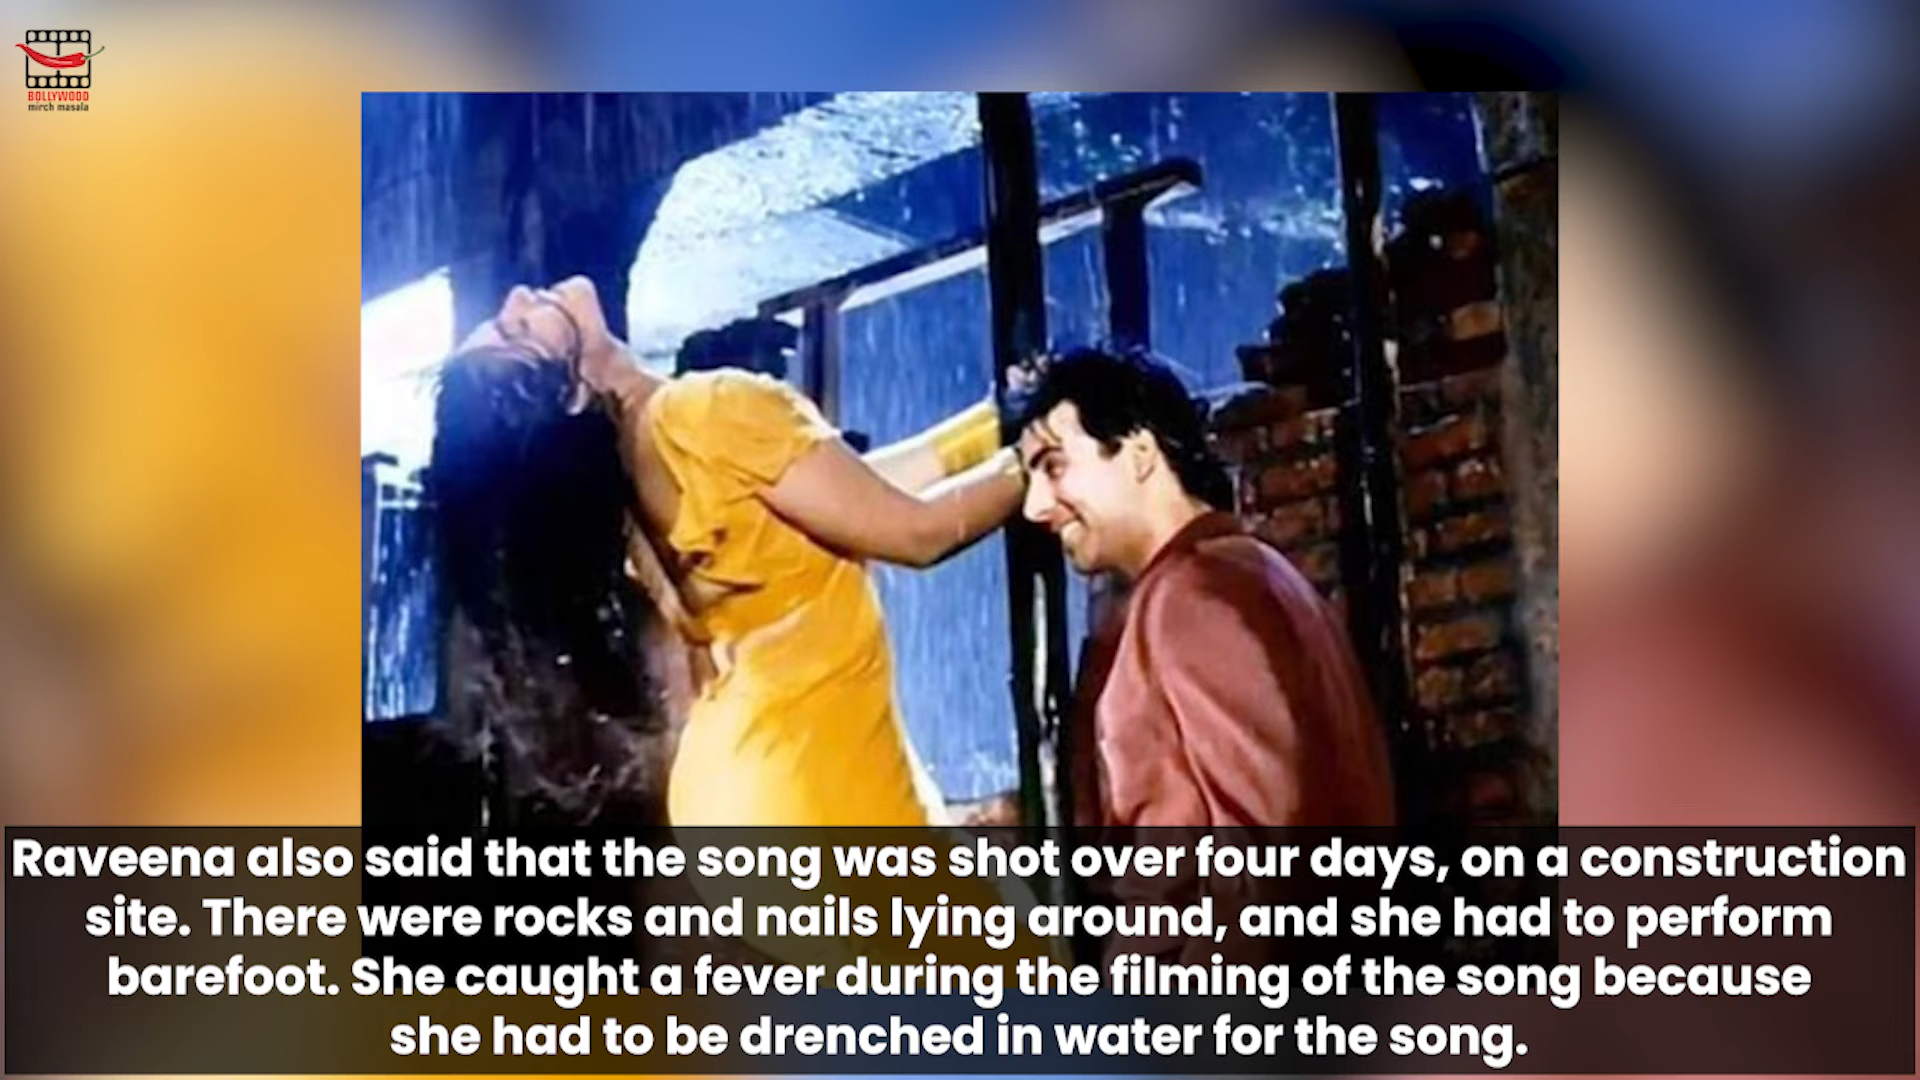 BOLLYWOOD
mirch masala
Raveena also said that the song was shot over four days, on a construction
site. There were rocks and nails lying around, and she had to perform
barefoot. She caught a fever during the filming of the song because
she had to be drenched in water for the song.